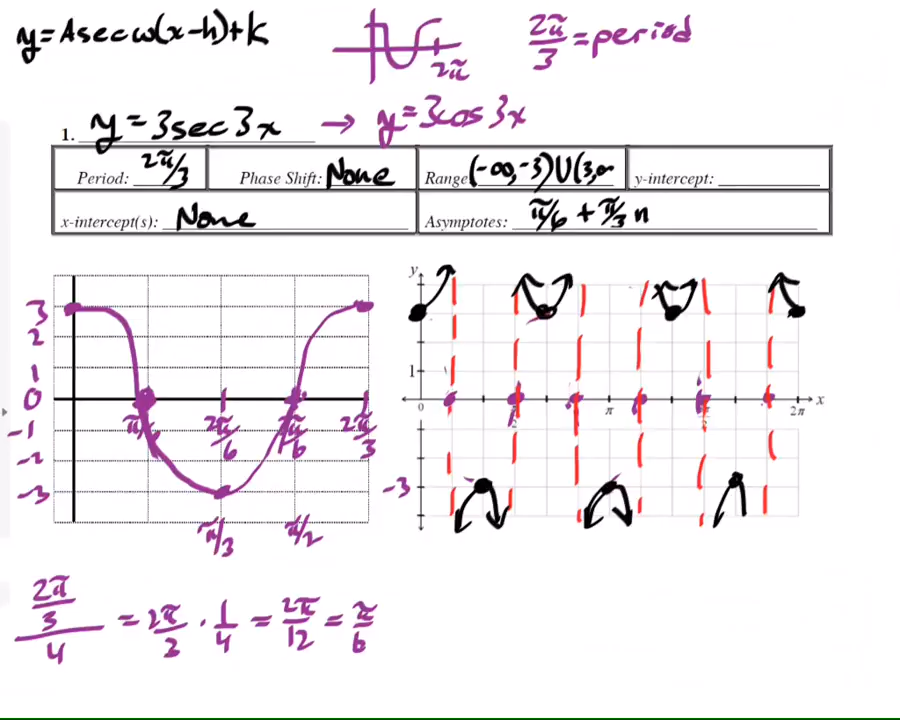 y=Asecω(x-h)+k
2π
2π/3 = period
1. y=3sec3x → y=3cos3x
Period: 2π/3 Phase Shift: None Range (-∞,-3)U(3,∞ y-intercept:
x-intercept(s): None Asymptotes: π/6 + π/3 n
3
2
1
0
-1
-2
-3
2π/6
2π/3
π/3 π/2
y
1
0 π 2π x
-3
2π/3 / 4 = 2π/3 · 1/4 = 2π/12 = π/6